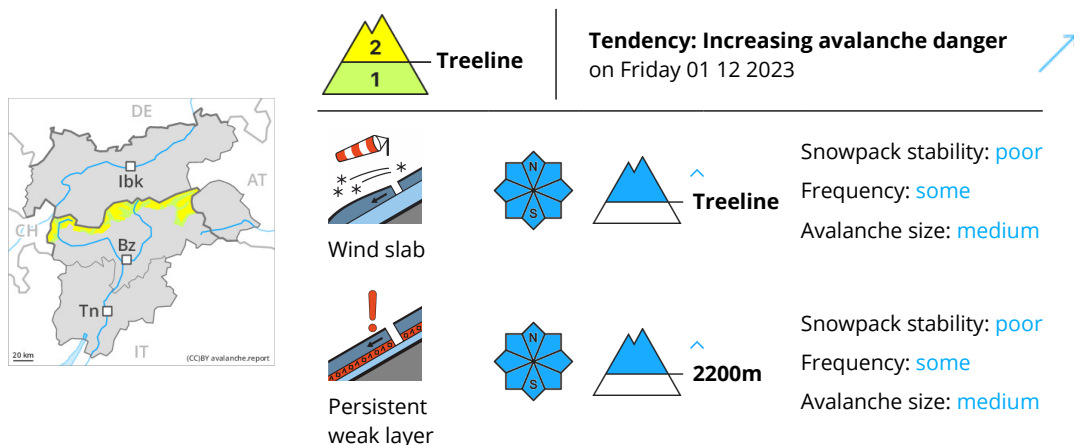 2
1
Treeline
Tendency: Increasing avalanche danger
on Friday 01 12 2023
DE
Ibk
AT
CH
Bz
Tn
IT
20 km
(CC)BY avalanche.report
Wind slab
N
S
Treeline
Snowpack stability: poor
Frequency: some
Avalanche size: medium
Persistent
weak layer
N
S
2200m
Snowpack stability: poor
Frequency: some
Avalanche size: medium